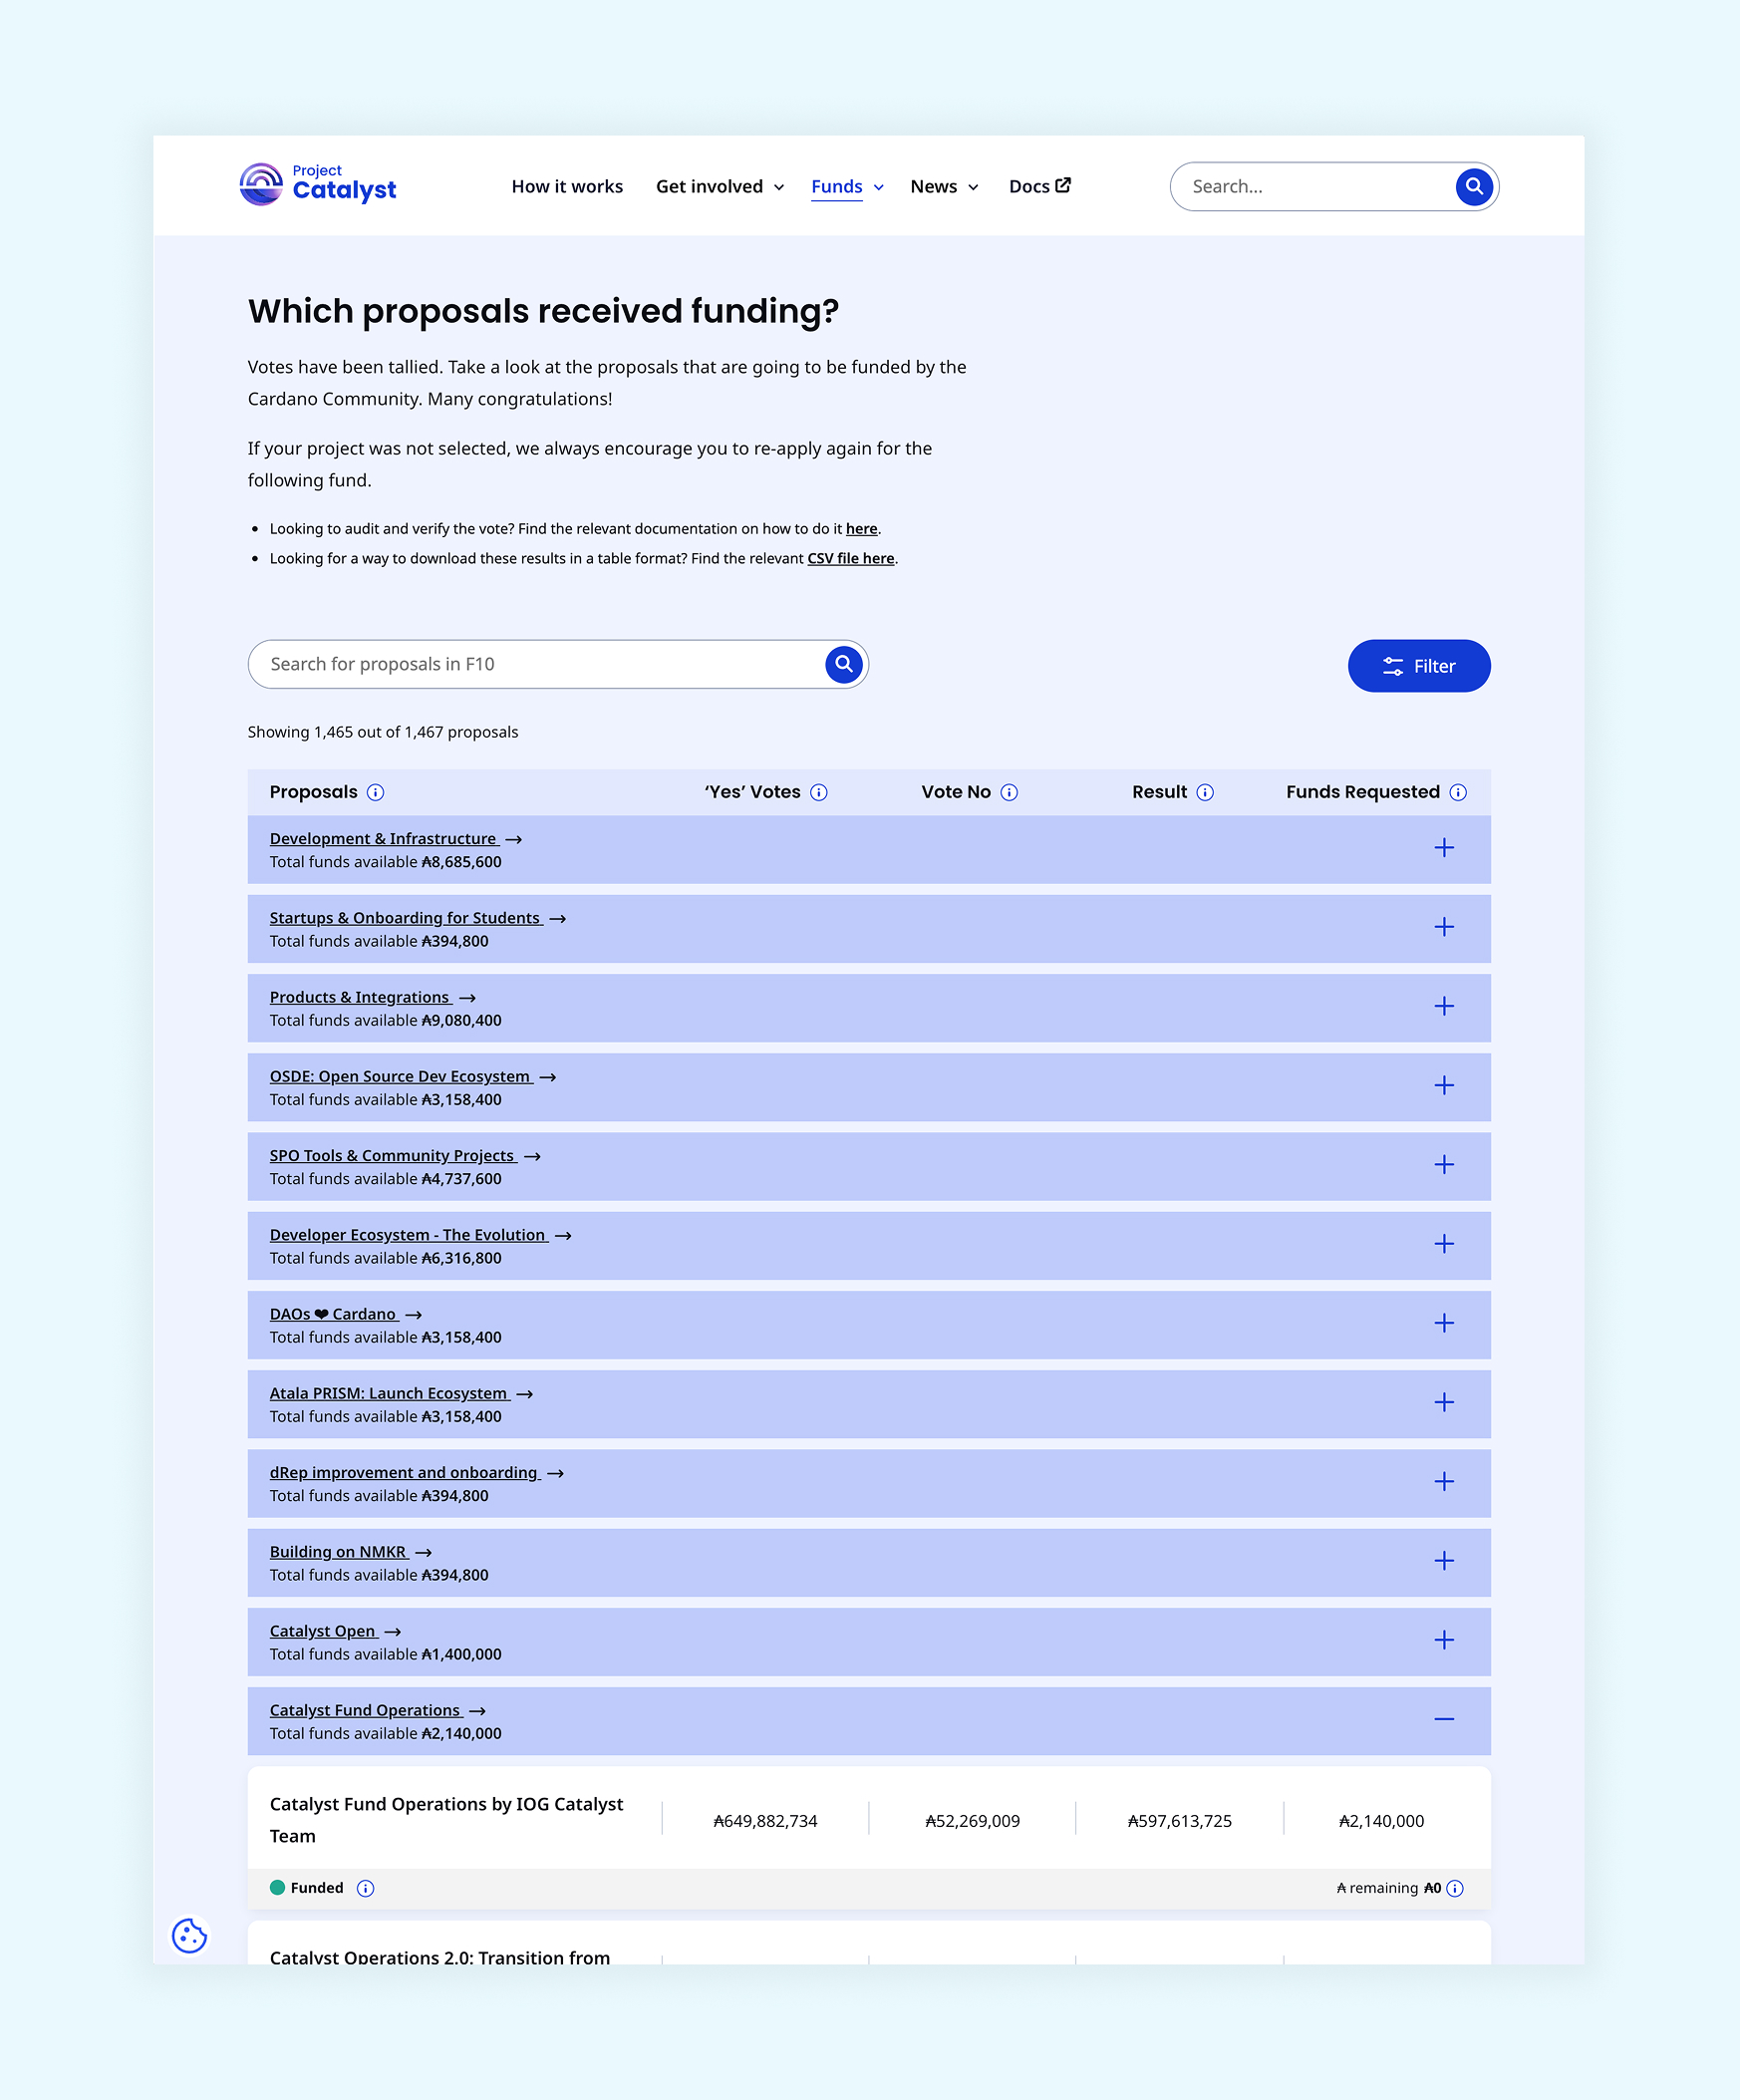 Project
Catalyst
How it works
Get involved
Funds
News
Docs
Search...
Which proposals received funding?
Votes have been tallied. Take a look at the proposals that are going to be funded by the
Cardano Community. Many congratulations!
If your project was not selected, we always encourage you to re-apply again for the
following fund.
• Looking to audit and verify the vote? Find the relevant documentation on how to do it here.
• Looking for a way to download these results in a table format? Find the relevant CSV file here.
Search for proposals in F10
Filter
Showing 1,465 out of 1,467 proposals
Proposals
‘Yes’ Votes
Vote No
Result
Funds Requested
Development & Infrastructure →
Total funds available ₳8,685,600
Startups & Onboarding for Students →
Total funds available ₳394,800
Products & Integrations →
Total funds available ₳9,080,400
OSDE: Open Source Dev Ecosystem →
Total funds available ₳3,158,400
SPO Tools & Community Projects →
Total funds available ₳4,737,600
Developer Ecosystem - The Evolution →
Total funds available ₳6,316,800
DAOs ❤ Cardano →
Total funds available ₳3,158,400
Atala PRISM: Launch Ecosystem →
Total funds available ₳3,158,400
dRep improvement and onboarding →
Total funds available ₳394,800
Building on NMKR →
Total funds available ₳394,800
Catalyst Open →
Total funds available ₳1,400,000
Catalyst Fund Operations →
Total funds available ₳2,140,000
Catalyst Fund Operations by IOG Catalyst
Team
₳649,882,734
₳52,269,009
₳597,613,725
₳2,140,000
Funded
₳ remaining ₳0
Catalyst Operations 2.0: Transition from